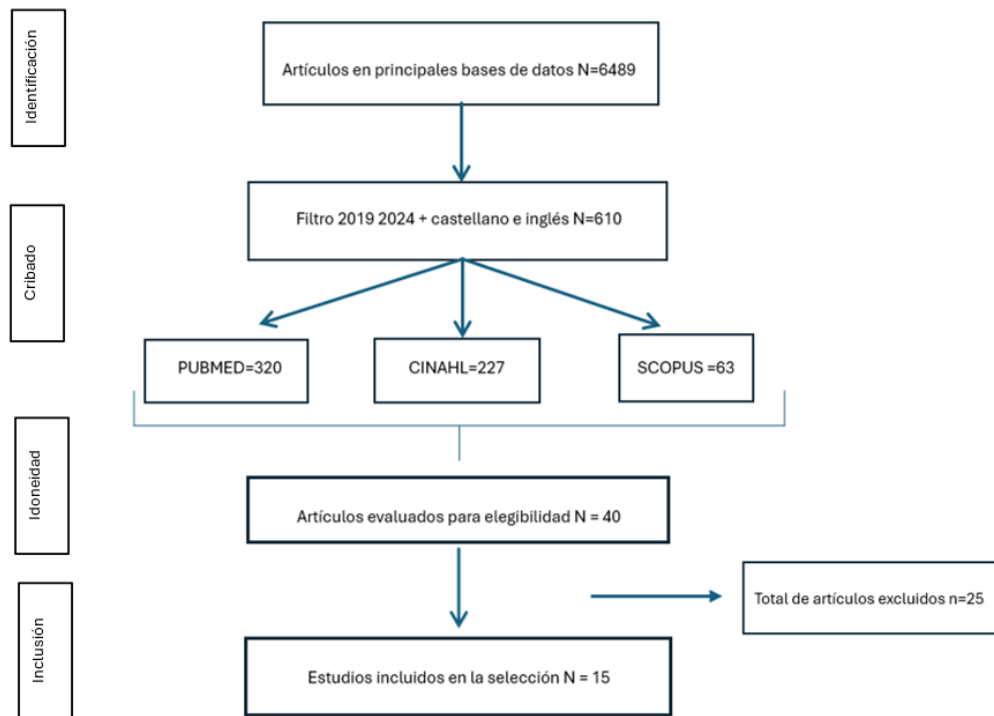 Identificación
Artículos en principales bases de datos N=6489
Cribado
Filtro 2019 2024 + castellano e inglés N=610
PUBMED=320
CINAHL=227
SCOPUS =63
Idoneidad
Artículos evaluados para elegibilidad N = 40
Total de artículos excluidos n=25
Inclusión
Estudios incluidos en la selección N = 15